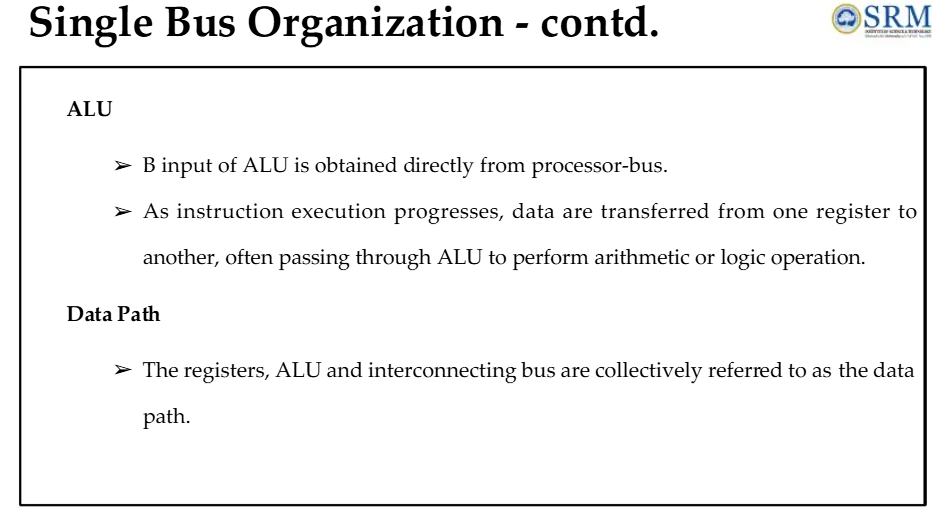 Single Bus Organization - contd.
SRM
ALU
➢ B input of ALU is obtained directly from processor-bus.
➢ As instruction execution progresses, data are transferred from one register to
another, often passing through ALU to perform arithmetic or logic operation.
Data Path
➢ The registers, ALU and interconnecting bus are collectively referred to as the data
path.